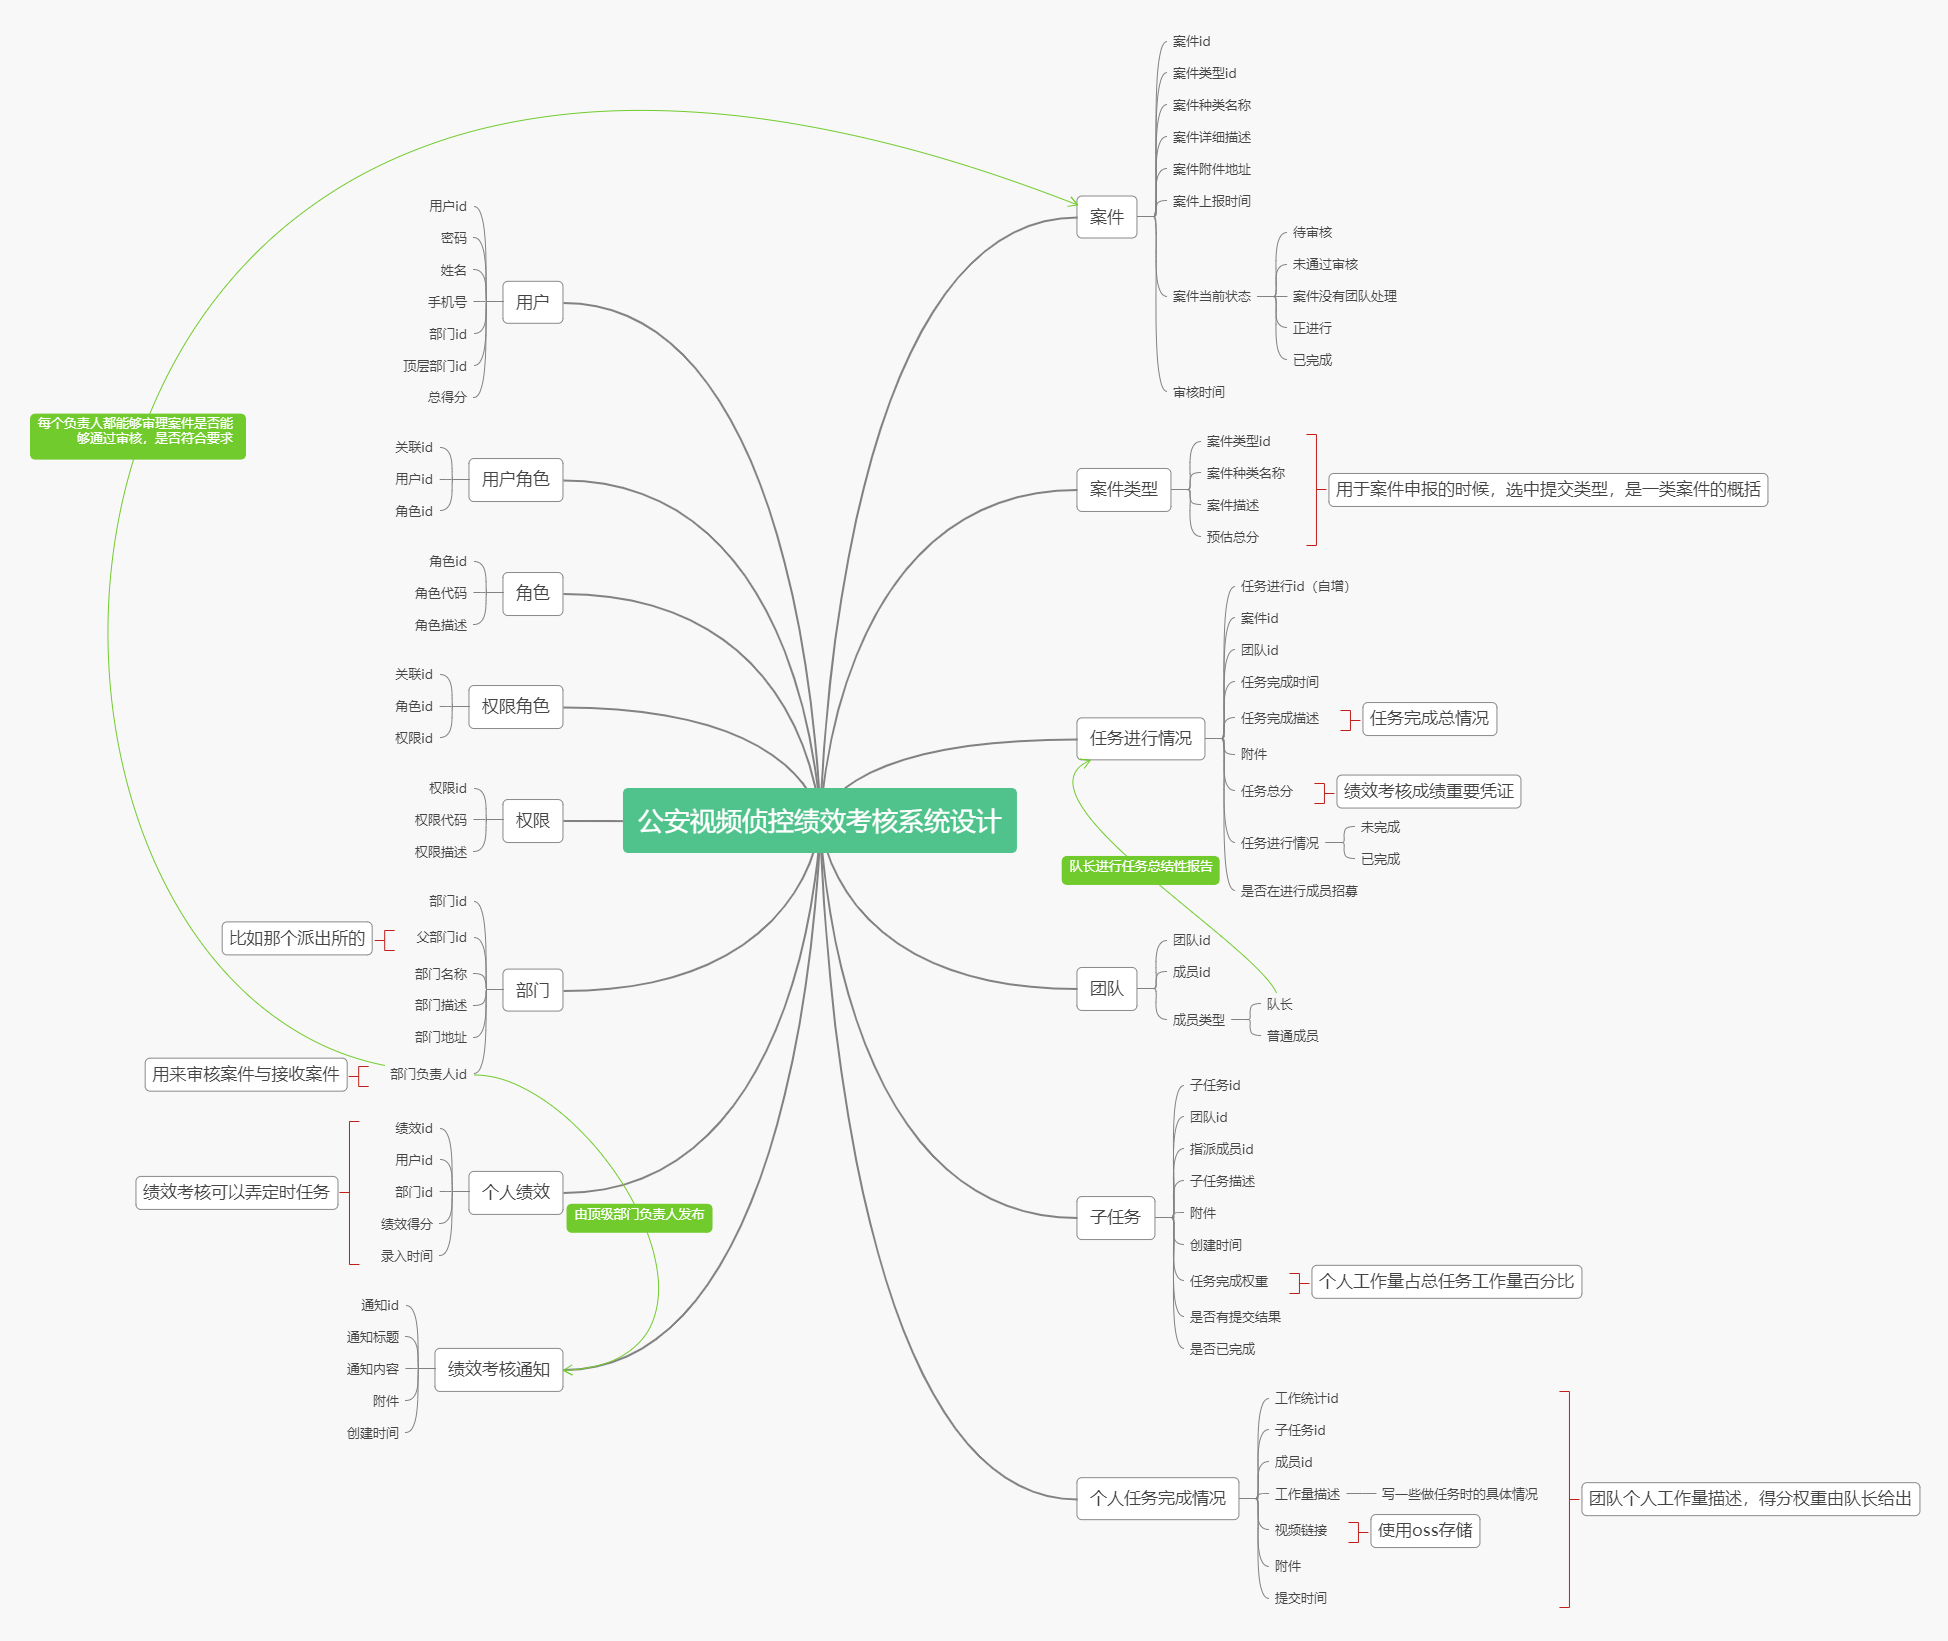 公安视频侦控绩效考核系统设计
用户
用户id
密码
姓名
手机号
部门id
顶层部门id
总得分
用户角色
关联id
用户id
角色id
角色
角色id
角色代码
角色描述
权限角色
关联id
角色id
权限id
权限
权限id
权限代码
权限描述
部门
部门id
父部门id
比如那个派出所的
部门名称
部门描述
部门地址
部门负责人id
用来审核案件与接收案件
个人绩效
绩效id
用户id
部门id
绩效得分
录入时间
绩效考核可以弄定时任务
绩效考核通知
通知id
通知标题
通知内容
附件
创建时间
每个负责人都能够审理案件是否能
够通过审核，是否符合要求
由顶级部门负责人发布
案件
案件id
案件类型id
案件种类名称
案件详细描述
案件附件地址
案件上报时间
案件当前状态
待审核
未通过审核
案件没有团队处理
正进行
已完成
审核时间
案件类型
案件类型id
案件种类名称
案件描述
预估总分
用于案件申报的时候，选中提交类型，是一类案件的概括
任务进行情况
任务进行id（自增）
案件id
团队id
任务完成时间
任务完成描述
任务完成总情况
附件
任务总分
绩效考核成绩重要凭证
任务进行情况
未完成
已完成
是否在进行成员招募
队长进行任务总结性报告
团队
团队id
成员id
成员类型
队长
普通成员
子任务
子任务id
团队id
指派成员id
子任务描述
附件
创建时间
任务完成权重
个人工作量占总任务工作量百分比
是否有提交结果
是否已完成
个人任务完成情况
工作统计id
子任务id
成员id
工作量描述
写一些做任务时的具体情况
视频链接
使用oss存储
附件
提交时间
团队个人工作量描述，得分权重由队长给出